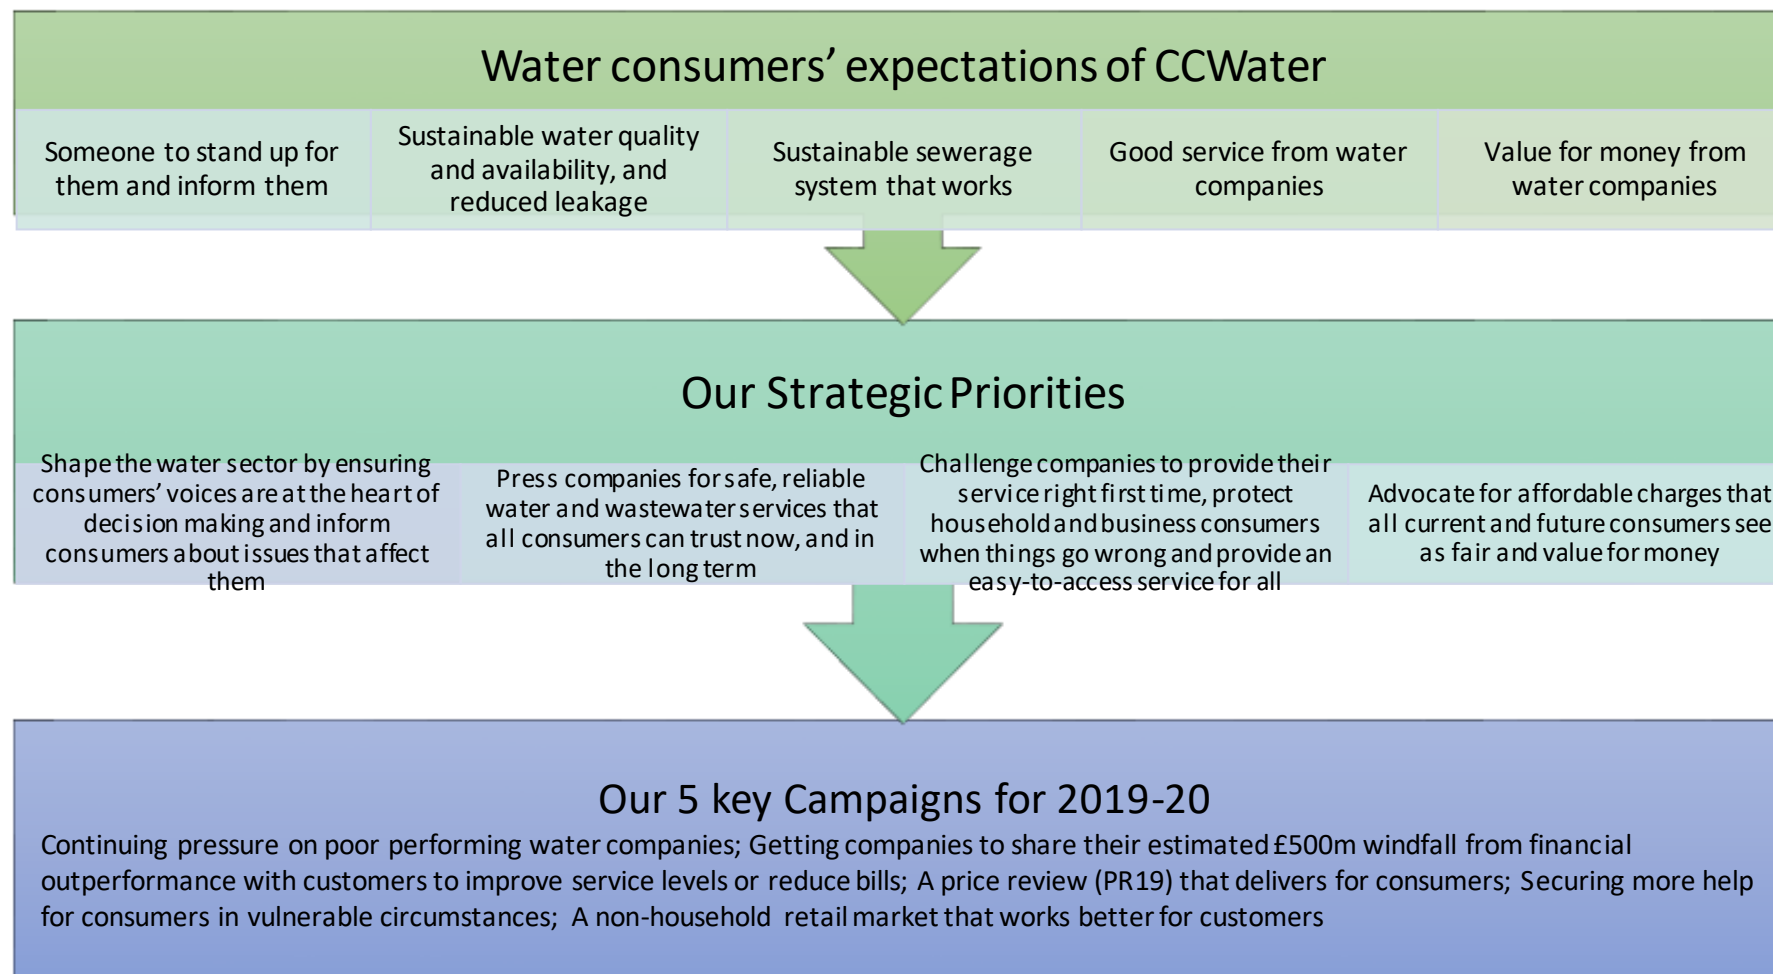 Water consumers’ expectations of CCWater
Someone to stand up for
them and inform them
Sustainable water quality
and availability, and
reduced leakage
Sustainable sewerage
system that works
Good service from water
companies
Value for money from
water companies
Our Strategic Priorities
Shape the water sector by ensuring
consumers’ voices are at the heart of
decision making and inform
consumers about issues that affect
them
Press companies for safe, reliable
water and wastewater services that
all consumers can trust now, and in
the long term
Challenge companies to provide their
service right first time, protect
household and business consumers
when things go wrong and provide an
easy-to-access service for all
Advocate for affordable charges that
all current and future consumers see
as fair and value for money
Our 5 key Campaigns for 2019-20
Continuing pressure on poor performing water companies; Getting companies to share their estimated £500m windfall from financial
outperformance with customers to improve service levels or reduce bills; A price review (PR19) that delivers for consumers; Securing more help
for consumers in vulnerable circumstances; A non-household retail market that works better for customers